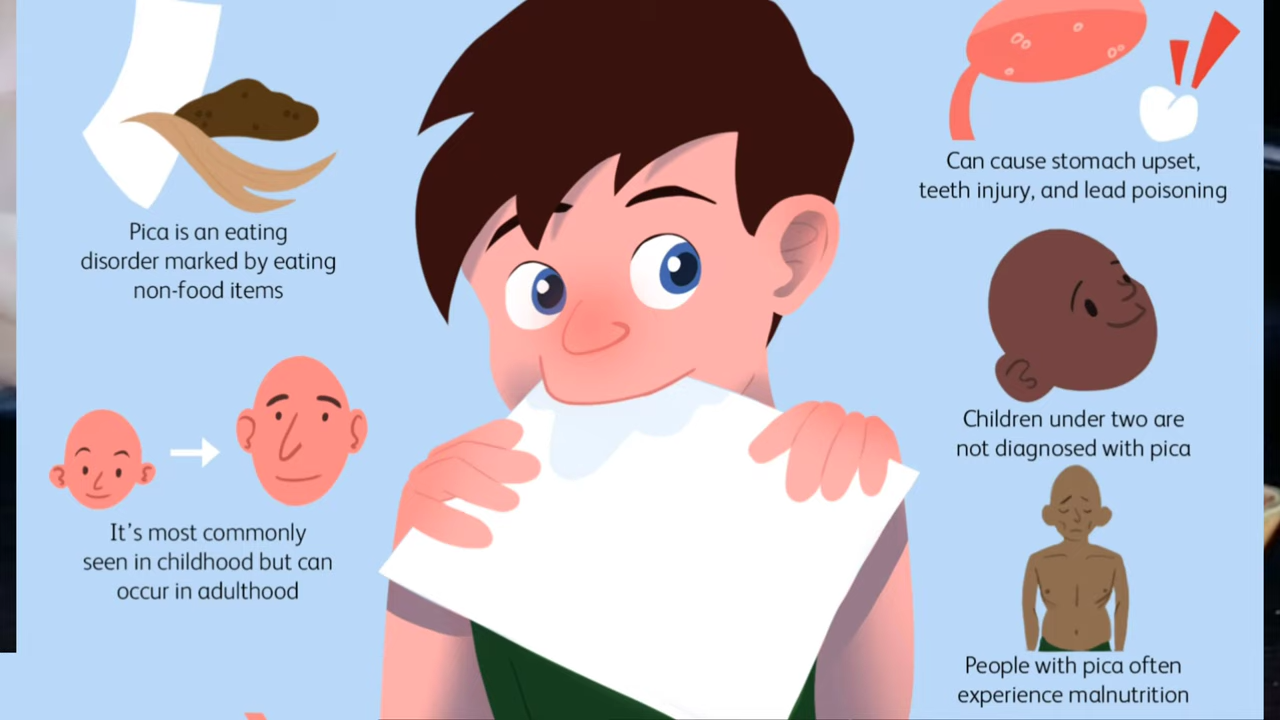 Pica is an eating
disorder marked by eating
non-food items
It's most commonly
seen in childhood but can
occur in adulthood
Can cause stomach upset,
teeth injury, and lead poisoning
Children under two are
not diagnosed with pica
People with pica often
experience malnutrition